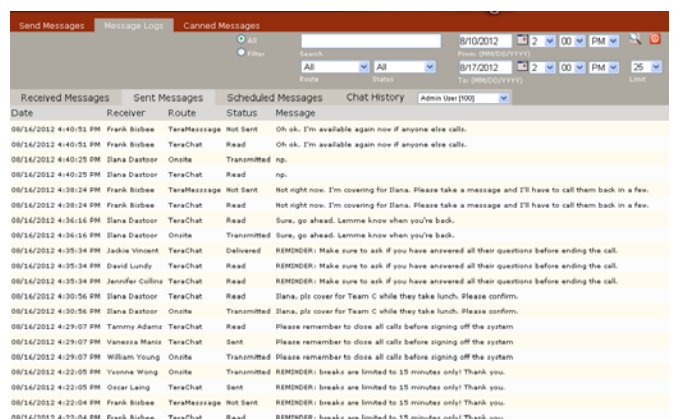 Send Messages Message Logs Canned Messages
All 8/10/2012 2 00 PM
Filter Search From: (MM/DD/YYYY)
All All 8/17/2012 2 00 PM 25
Route Status To: (MM/DD/YYYY) Limit
Received Messages Sent Messages Scheduled Messages Chat History Admin User [100]
Date Receiver Route Status Message
08/16/2012 4:40:51 PM Frank Bisbee TeraMesssage Not Sent Oh ok. I'm available again now if anyone else calls.
08/16/2012 4:40:51 PM Frank Bisbee TeraChat Read Oh ok. I'm available again now if anyone else calls.
08/16/2012 4:40:25 PM Ilana Dastoor Onsite Transmitted np.
08/16/2012 4:40:25 PM Ilana Dastoor TeraChat Read np.
08/16/2012 4:38:24 PM Frank Bisbee TeraMesssage Not Sent Not right now. I'm covering for Ilana. Please take a message and I'll have to call them back in a few.
08/16/2012 4:38:24 PM Frank Bisbee TeraChat Read Not right now. I'm covering for Ilana. Please take a message and I'll have to call them back in a few.
08/16/2012 4:36:16 PM Ilana Dastoor TeraChat Read Sure, go ahead. Lemme know when you're back.
08/16/2012 4:36:16 PM Ilana Dastoor Onsite Transmitted Sure, go ahead. Lemme know when you're back.
08/16/2012 4:35:34 PM Jackie Vincent TeraChat Delivered REMINDER: Make sure to ask if you have answered all their questions before ending the call.
08/16/2012 4:35:34 PM David Lundy TeraChat Read REMINDER: Make sure to ask if you have answered all their questions before ending the call.
08/16/2012 4:35:34 PM Jennifer Collins TeraChat Read REMINDER: Make sure to ask if you have answered all their questions before ending the call.
08/16/2012 4:30:56 PM Ilana Dastoor TeraChat Read Ilana, pls cover for Team C while they take lunch. Please confirm.
08/16/2012 4:30:56 PM Ilana Dastoor Onsite Transmitted Ilana, pls cover for Team C while they take lunch. Please confirm.
08/16/2012 4:29:07 PM Tammy Adams TeraChat Read Please remember to close all calls before signing off the system
08/16/2012 4:29:07 PM Vanessa Manis TeraChat Sent Please remember to close all calls before signing off the system
08/16/2012 4:29:07 PM William Young Onsite Transmitted Please remember to close all calls before signing off the system
08/16/2012 4:22:05 PM Yvonne Wong Onsite Transmitted REMINDER: breaks are limited to 15 minutes only! Thank you.
08/16/2012 4:22:05 PM Oscar Laing TeraChat Sent REMINDER: breaks are limited to 15 minutes only! Thank you.
08/16/2012 4:22:04 PM Frank Bisbee TeraMesssage Not Sent REMINDER: breaks are limited to 15 minutes only! Thank you.
08/16/2012 4:22:04 PM Frank Bisbee TeraChat Read REMINDER: breaks are limited to 15 minutes only! Thank you.